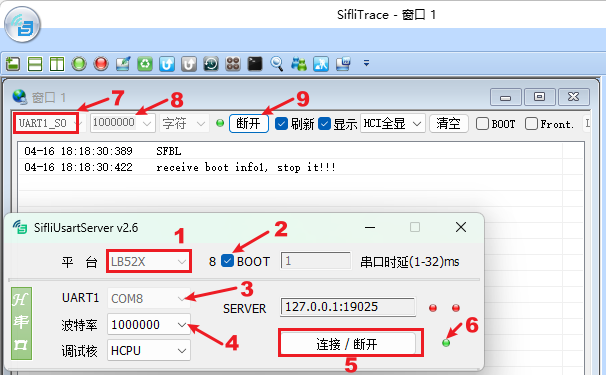 SifliTrace - 窗口 1
窗口 1
7
8
9
UART1_SO
1000000
字符
断开
刷新
显示
HCI全显
清空
BOOT
Front.
04-16 18:18:30:389 SFBL
04-16 18:18:30:422 receive boot info1, stop it!!!
SifliUsartServer v2.6
1
2
平 台
LB52X
8
BOOT
1
串口时延(1-32)ms
H
串
口
UART1
COM8
3
SERVER
127.0.0.1:19025
波特率
1000000
4
6
调试核
HCPU
连接 / 断开
5